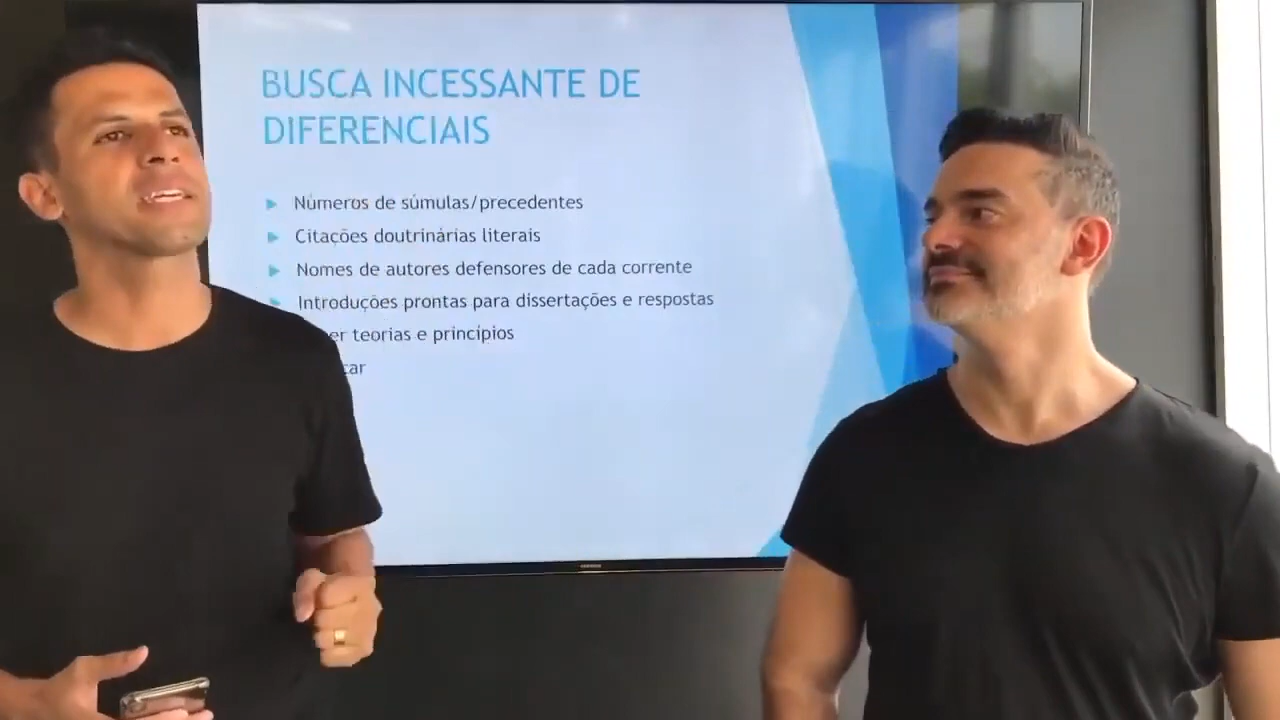 BUSCA INCESSANTE DE
DIFERENCIAIS
Números de súmulas/precedentes
Citações doutrinárias literais
Nomes de autores defensores de cada corrente
Introduções prontas para dissertações e respostas
teorias e princípios